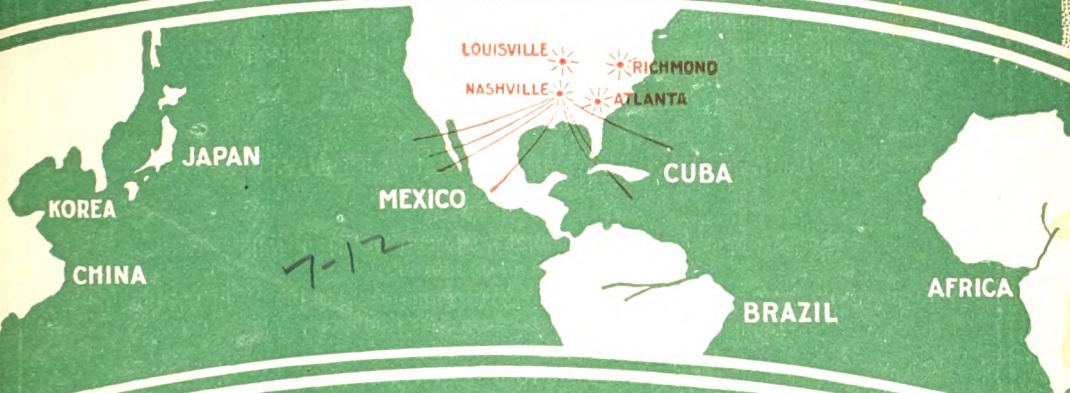 LOUISVILLE
RICHMOND
NASHVILLE
ATLANTA
JAPAN
CUBA
MEXICO
KOREA
7-12
CHINA
AFRICA
BRAZIL